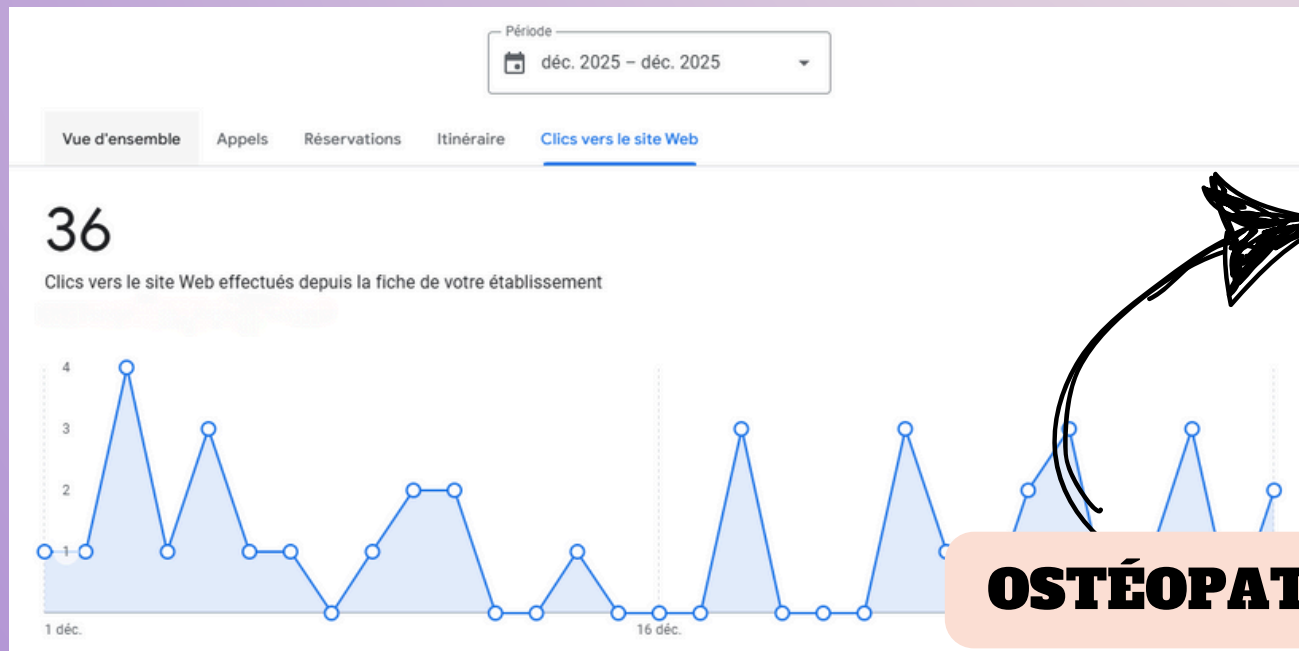 Période
déc. 2025 – déc. 2025
Vue d'ensemble Appels Réservations Itinéraire Clics vers le site Web
36
Clics vers le site Web effectués depuis la fiche de votre établissement
4
3
2
1
1 déc. 16 déc.
OSTÉOPAT